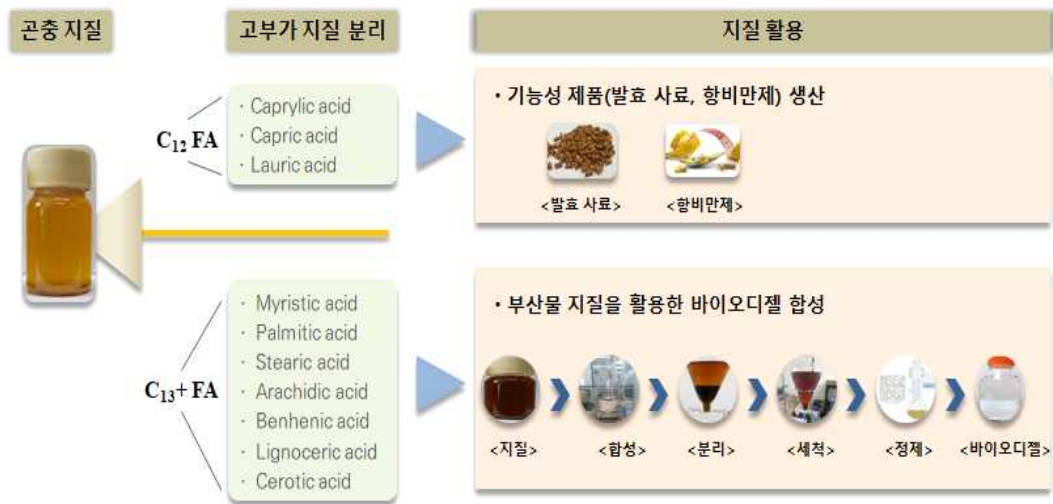 곤충 지질
고부가 지질 분리
지질 활용
C12 FA
· Caprylic acid
· Capric acid
· Lauric acid
• 기능성 제품(발효 사료, 항비만제) 생산
<발효 사료>
<항비만제>
C13+ FA
· Myristic acid
· Palmitic acid
· Stearic acid
· Arachidic acid
· Benhenic acid
· Lignoceric acid
· Cerotic acid
• 부산물 지질을 활용한 바이오디젤 합성
<지질>
<합성>
<분리>
<세척>
<정제>
<바이오디젤>